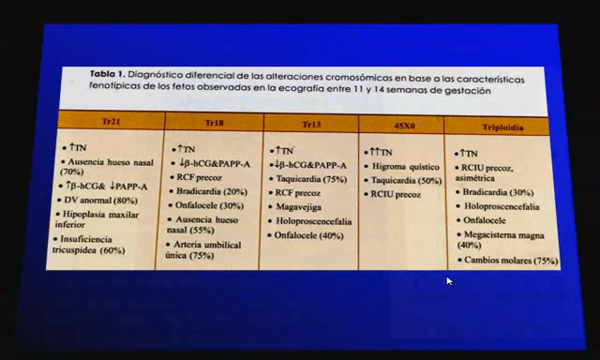 Tabla 1. Diagnóstico diferencial de las alteraciones cromosómicas en base a las características
fenotípicas de los fetos observadas en la ecografía entre 11 y 14 semanas de gestación
Tr21
• ↑TN
• Ausencia hueso nasal
(70%)
• ↑β-hCG& ↓PAPP-A
• DV anormal (80%)
• Hipoplasia maxilar
inferior
• Insuficiencia
tricuspidea (60%)
Tr18
• ↑TN
• ↓β-hCG&PAPP-A
• RCF precoz
• Bradicardia (20%)
• Onfalocele (30%)
• Ausencia hueso
nasal (55%)
• Arteria umbilical
única (75%)
Tr13
• ↑TN
• ↓β-hCG&PAPP-A
• Taquicardia (75%)
• RCF precoz
• Magavejiga
• Holoproscencefalia
• Onfalocele (40%)
45X0
• ↑↑TN
• Higroma quístico
• Taquicardia (50%)
• RCIU precoz
Triploidia
• ↑TN
• RCIU precoz,
asimétrica
• Bradicardia (30%)
• Holoproscencefalia
• Onfalocele
• Megacisterna magna
(40%)
• Cambios molares (75%)